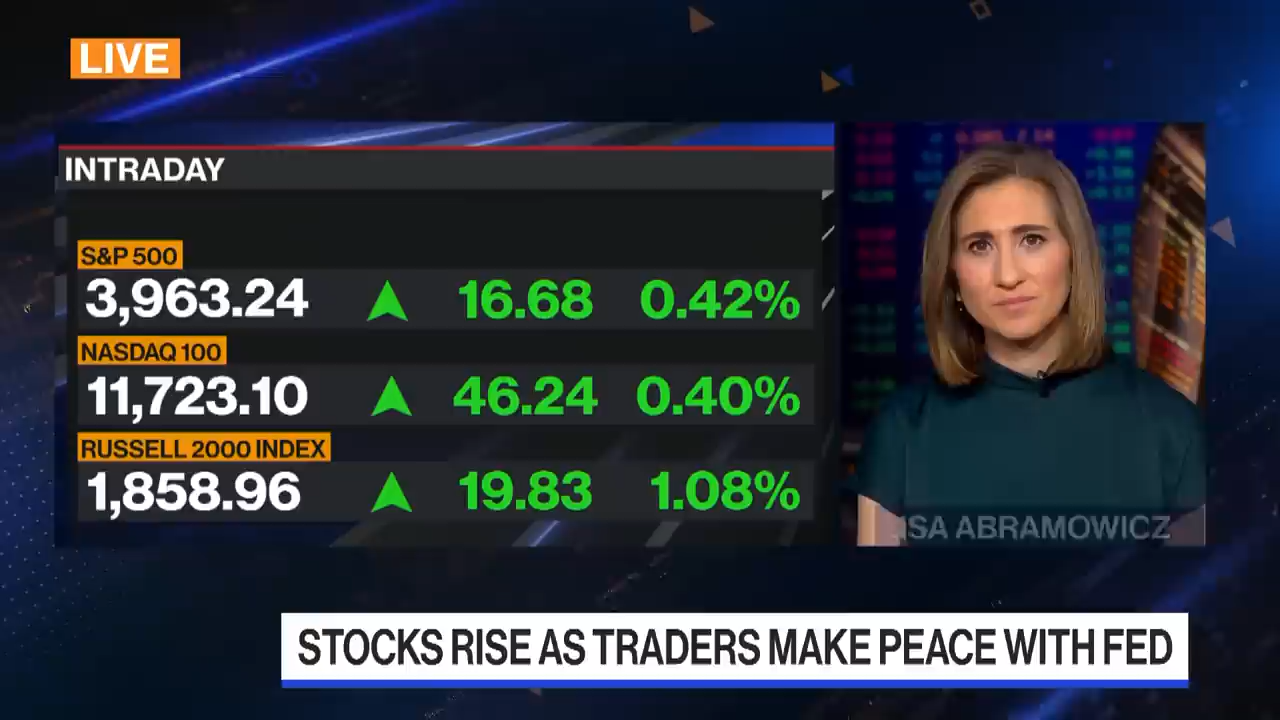 LIVE
INTRADAY
S&P 500
3,963.24 ▲ 16.68 0.42%
NASDAQ 100
11,723.10 ▲ 46.24 0.40%
RUSSELL 2000 INDEX
1,858.96 ▲ 19.83 1.08%
ISA ABRAMOWICZ
STOCKS RISE AS TRADERS MAKE PEACE WITH FED